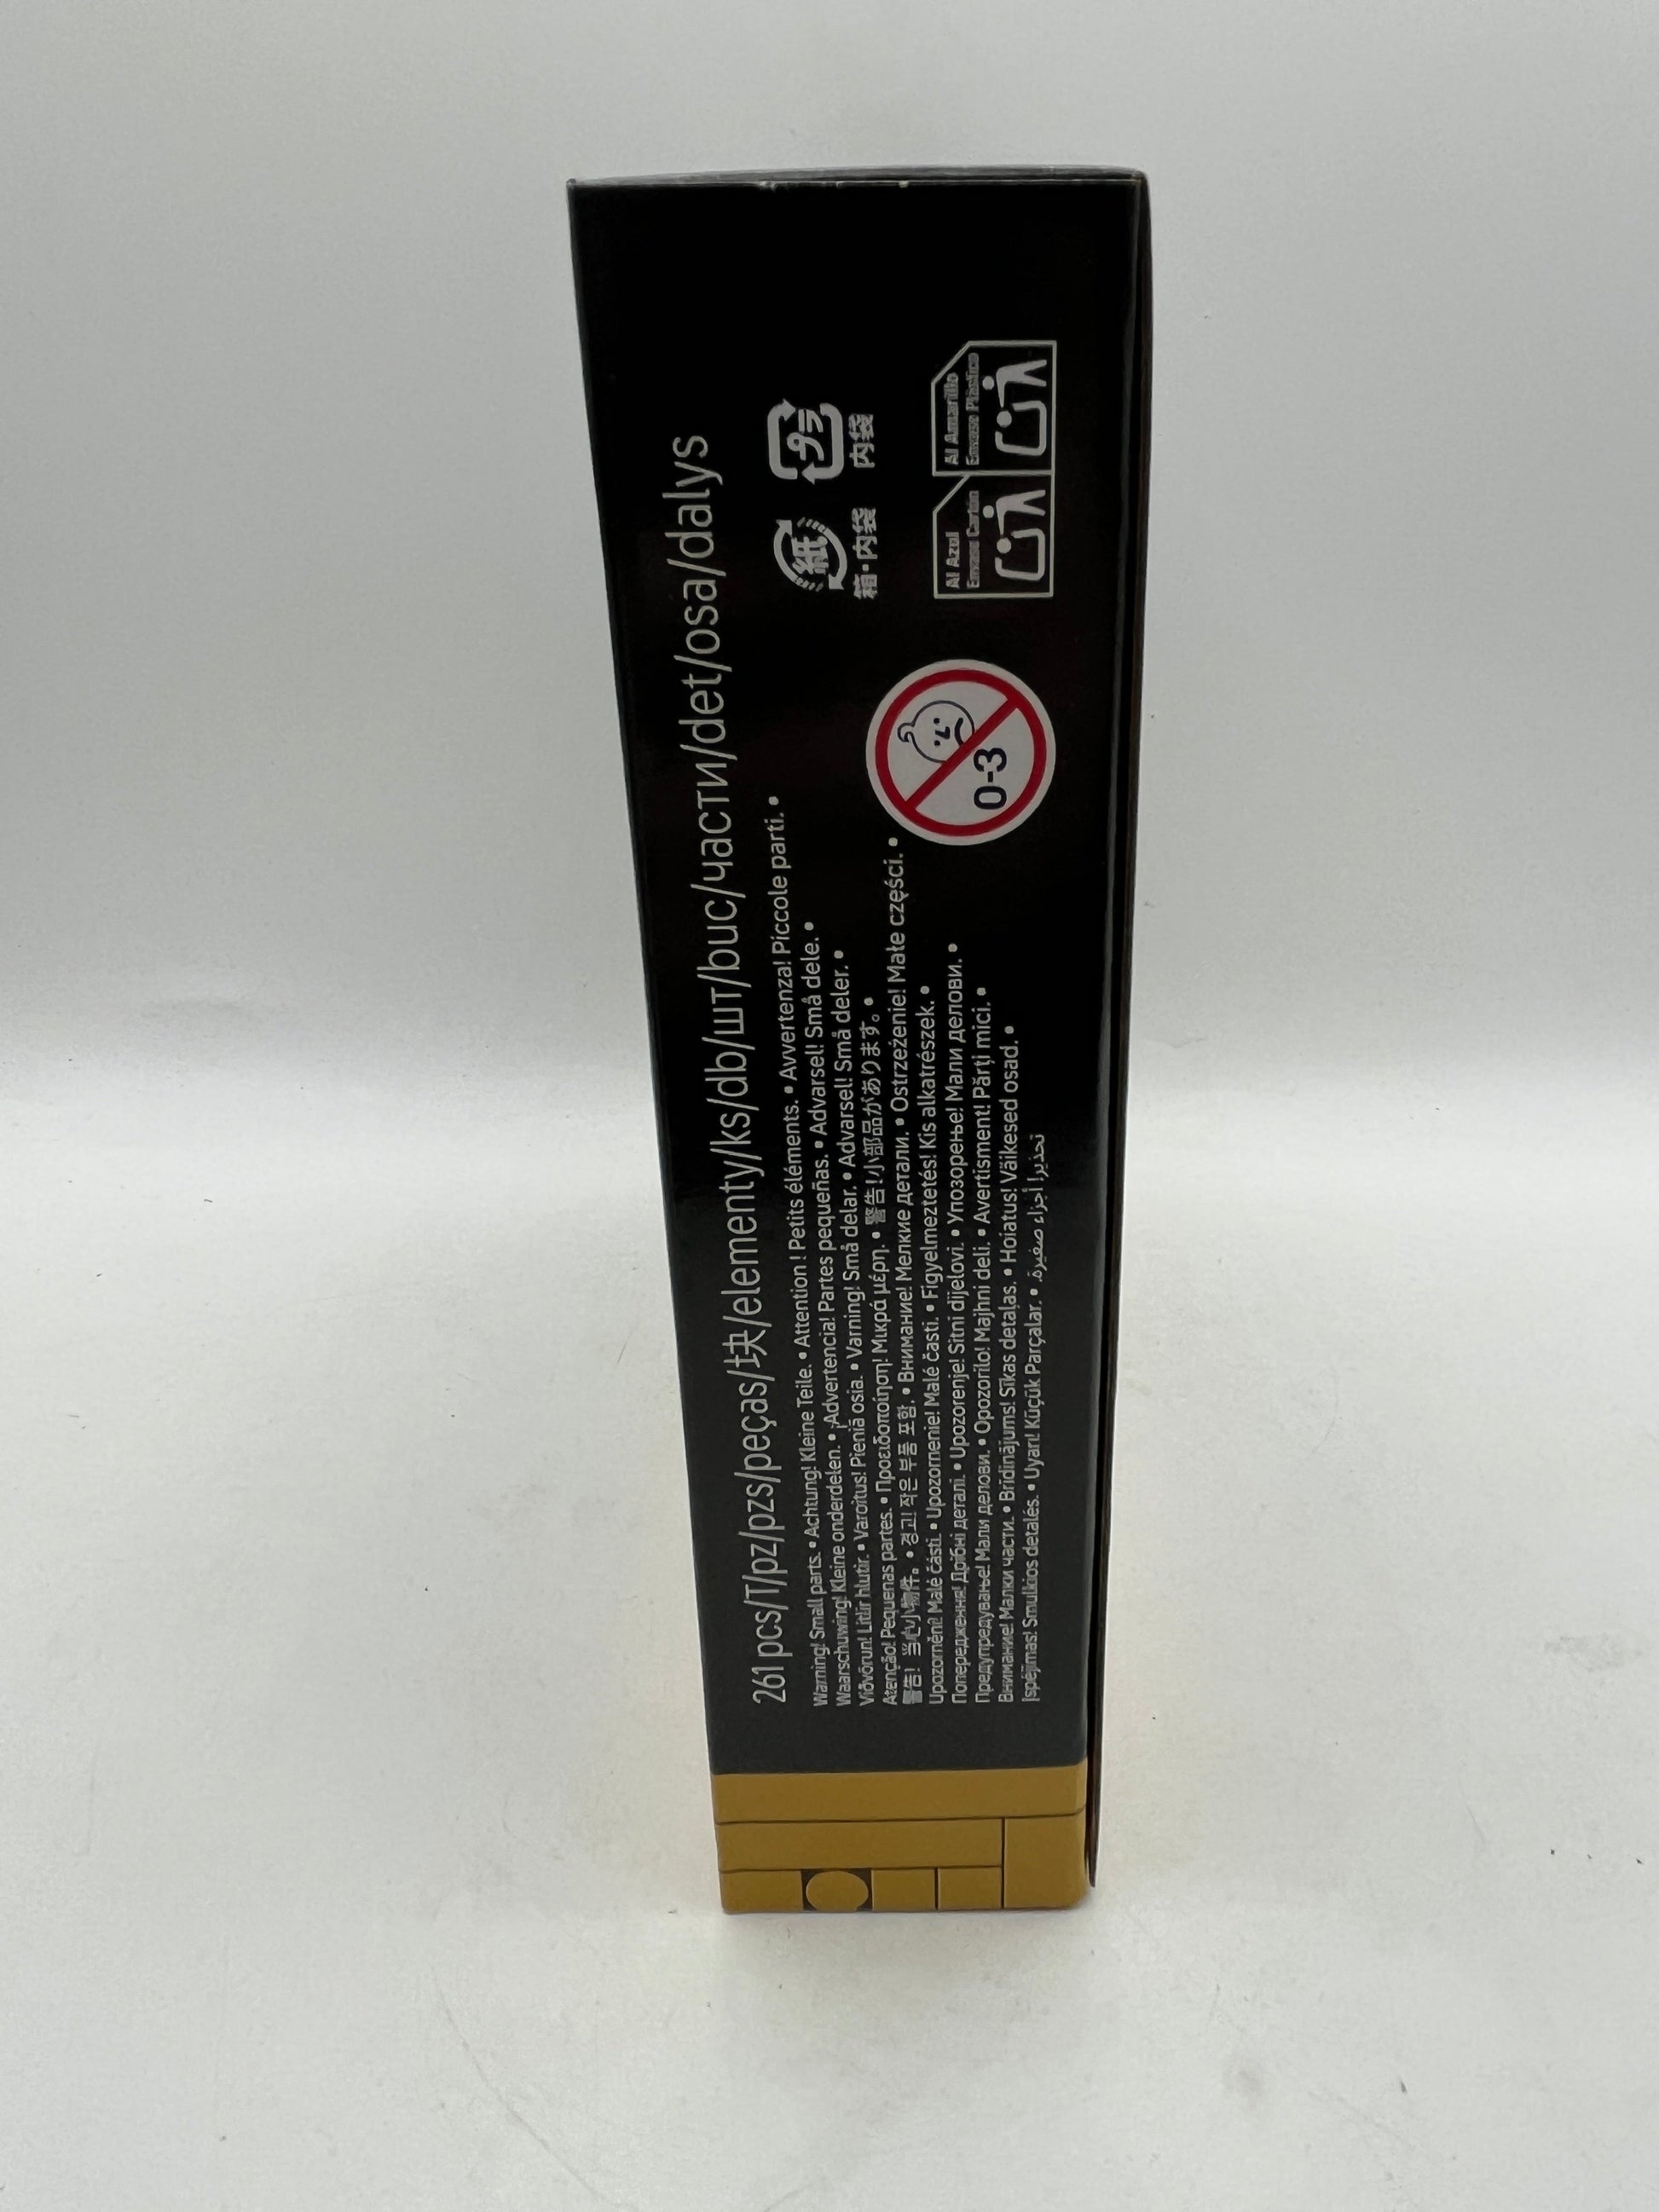 261 pcs/T/pz/pzs/peças/块/elementy/ks/db/шт/buc/части/det/osa/dalys
Warning! Small parts. • Achtung! Kleine Teile. • Attention ! Petits éléments. • Avvertenza! Piccole parti. •
Waarschuwing! Kleine onderdelen. • ¡Advertencia! Partes pequeñas. • Advarsel! Små dele. •
Viðvörun! Litlir hlutir. • Varoitus! Pieniä osia. • Varning! Små delar. • Advarsel! Små deler. •
Atenção! Pequenas partes. • Προειδοποίηση! Μικρά μέρη. • 警告!小部品があります。 •
警告! 当心小物件。 • 경고! 작은 부품 포함. • Внимание! Мелкие детали. • Ostrzeżenie! Małe części. •
Upozornění! Malé části. • Upozornenie! Malé časti. • Figyelmeztetés! Kis alkatrészek. •
Попередження! Дрібні деталі. • Upozorenje! Sitni dijelovi. • Упозорење! Мали делови. •
Предупредување! Мали делови. • Opozorilo! Majhni deli. • Avertisment! Părți mici. •
Внимание! Малки части. • Brīdinājums! Sīkas detaļas. • Hoiatus! Väikesed osad. •
Įspėjimas! Smulkios detalės. • Uyarı! Küçük Parçalar. • تحذير! أجزاء صغيرة.
0-3
紙
箱・内袋
プラ
内袋
Al Azul
Envase Cartón
Al Amarillo
Envase Plástico